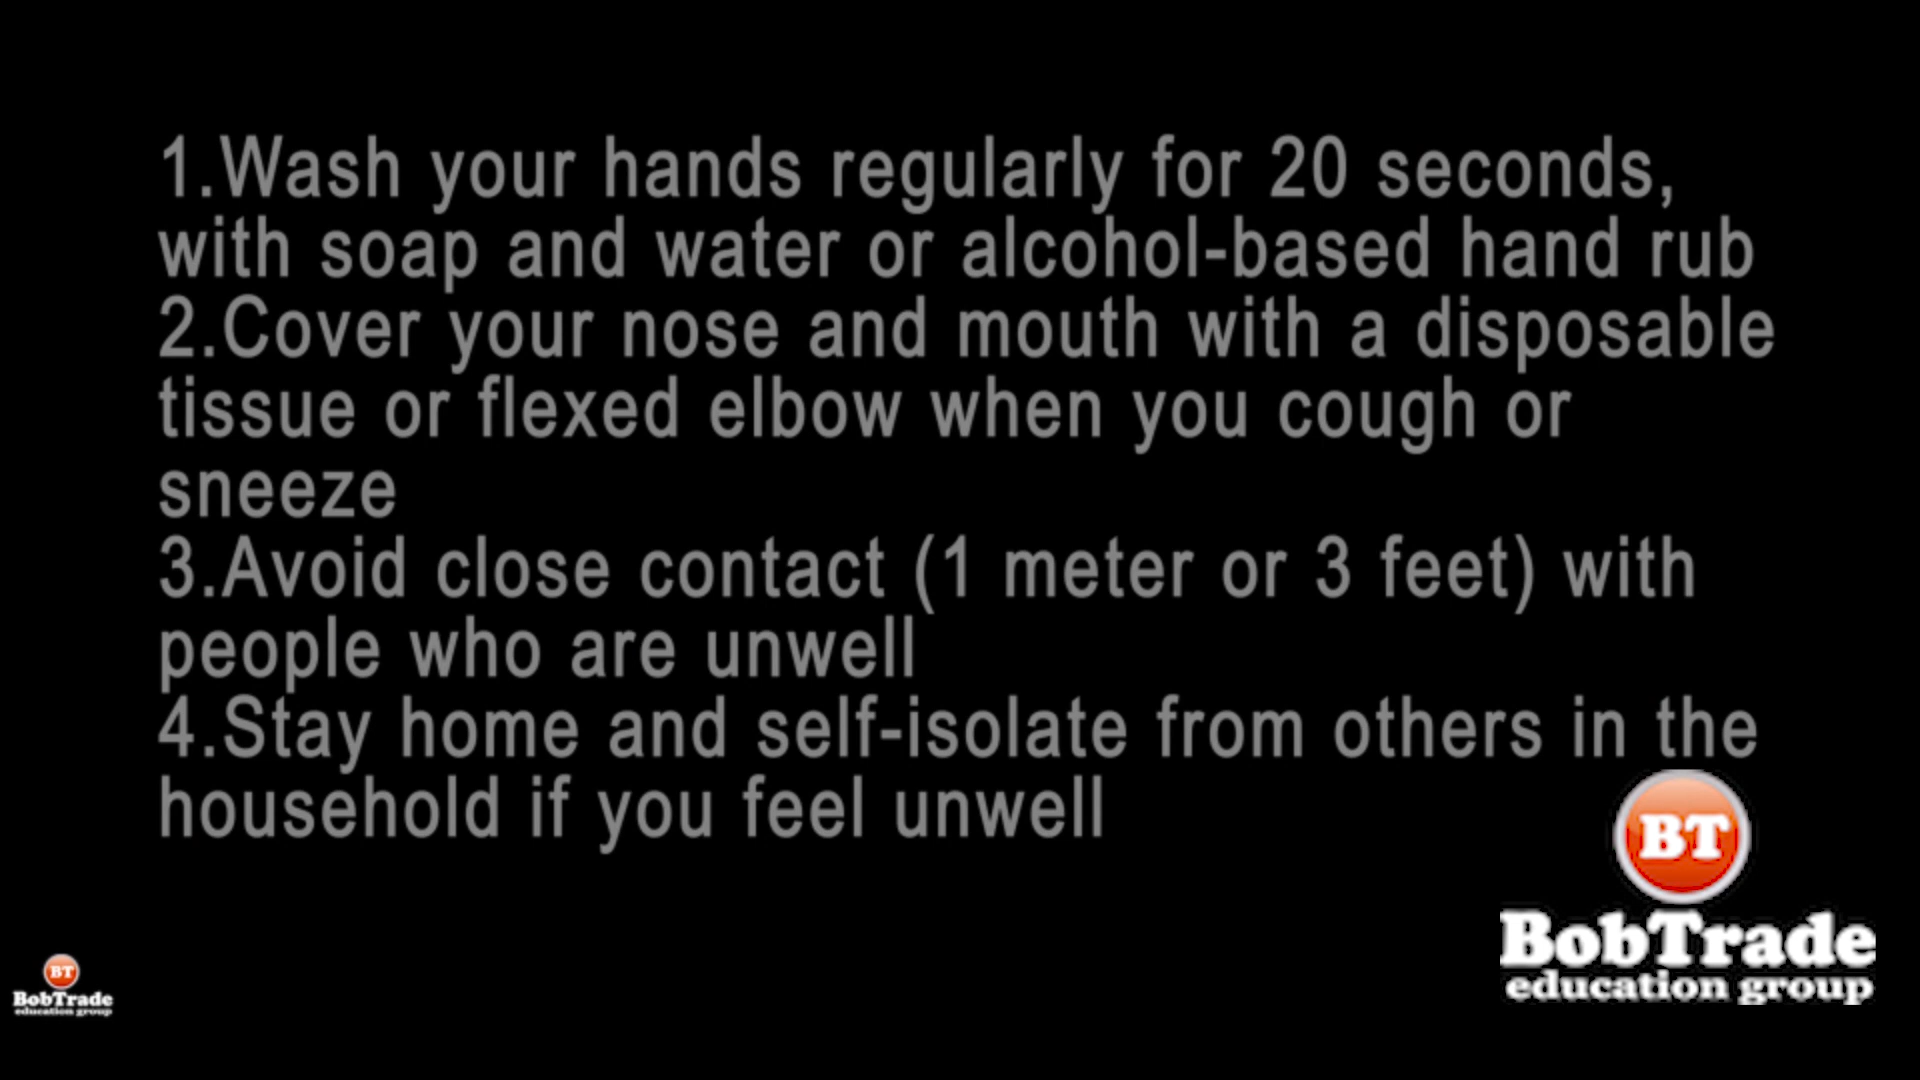 1.Wash your hands regularly for 20 seconds,
with soap and water or alcohol-based hand rub
2.Cover your nose and mouth with a disposable
tissue or flexed elbow when you cough or
sneeze
3.Avoid close contact (1 meter or 3 feet) with
people who are unwell
4.Stay home and self-isolate from others in the
household if you feel unwell
BT
BobTrade
education group
BT
BobTrade
education group